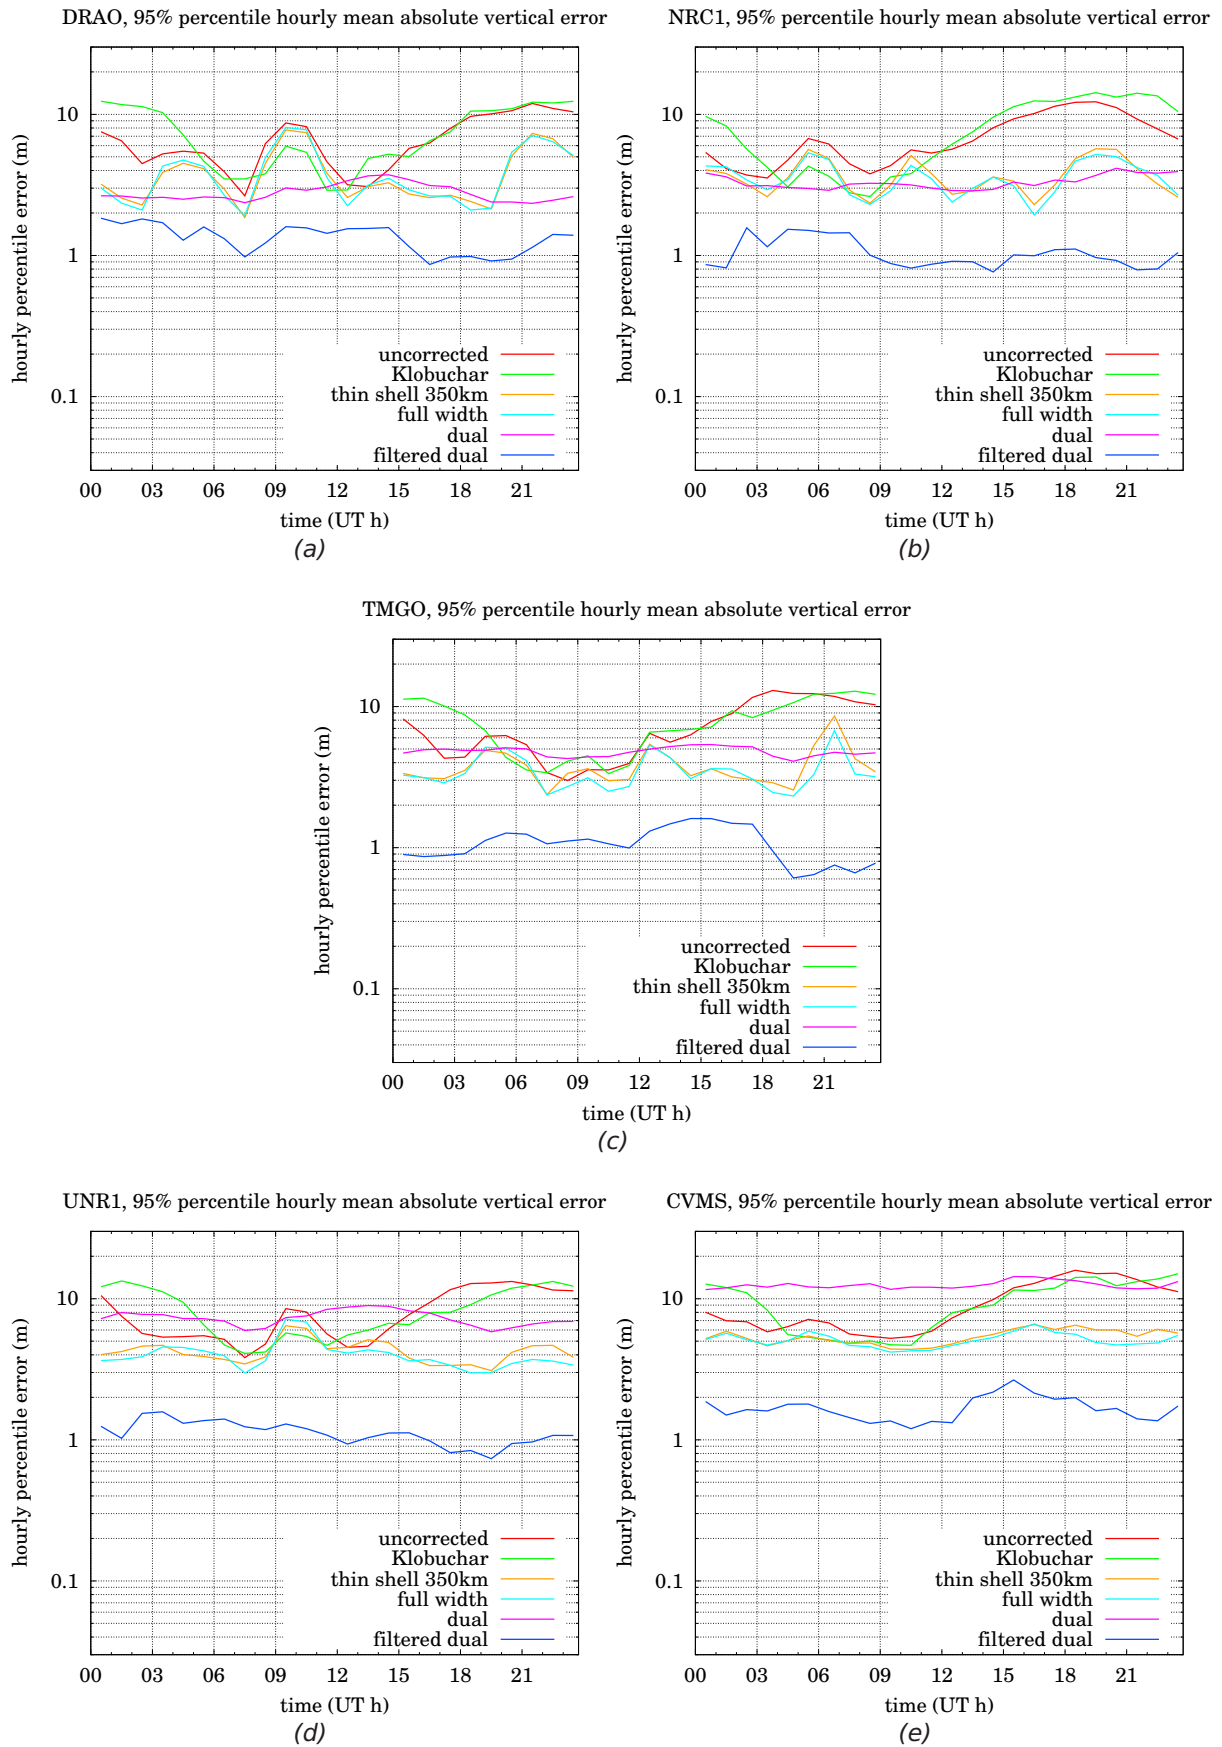 DRAO, 95% percentile hourly mean absolute vertical error
hourly percentile error (m)
10
1
0.1
uncorrected
Klobuchar
thin shell 350km
full width
dual
filtered dual
00 03 06 09 12 15 18 21
time (UT h)
(a)
NRC1, 95% percentile hourly mean absolute vertical error
hourly percentile error (m)
10
1
0.1
uncorrected
Klobuchar
thin shell 350km
full width
dual
filtered dual
00 03 06 09 12 15 18 21
time (UT h)
(b)
TMGO, 95% percentile hourly mean absolute vertical error
hourly percentile error (m)
10
1
0.1
uncorrected
Klobuchar
thin shell 350km
full width
dual
filtered dual
00 03 06 09 12 15 18 21
time (UT h)
(c)
UNR1, 95% percentile hourly mean absolute vertical error
hourly percentile error (m)
10
1
0.1
uncorrected
Klobuchar
thin shell 350km
full width
dual
filtered dual
00 03 06 09 12 15 18 21
time (UT h)
(d)
CVMS, 95% percentile hourly mean absolute vertical error
hourly percentile error (m)
10
1
0.1
uncorrected
Klobuchar
thin shell 350km
full width
dual
filtered dual
00 03 06 09 12 15 18 21
time (UT h)
(e)